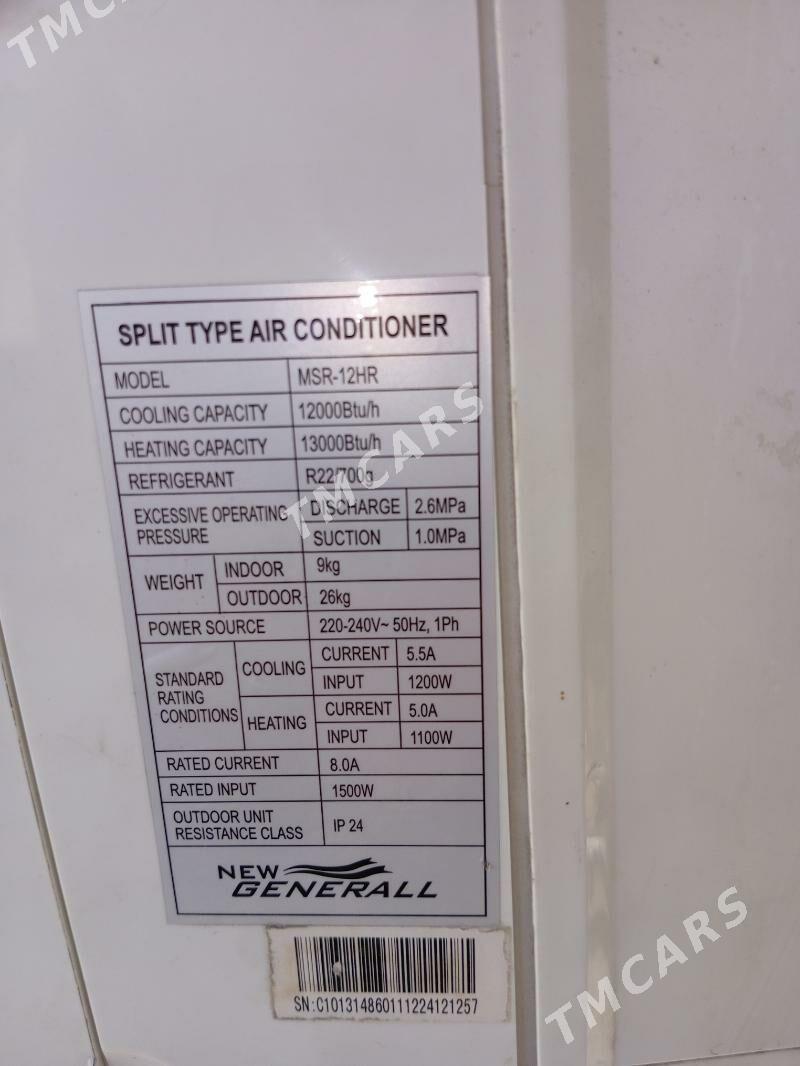 TMCARS
SPLIT TYPE AIR CONDITIONER
MODEL MSR-12HR
COOLING CAPACITY 12000Btu/h
HEATING CAPACITY 13000Btu/h
REFRIGERANT R22/700g
EXCESSIVE OPERATING PRESSURE DISCHARGE 2.6MPa
SUCTION 1.0MPa
WEIGHT INDOOR 9kg
OUTDOOR 26kg
POWER SOURCE 220-240V~ 50Hz, 1Ph
STANDARD RATING CONDITIONS COOLING CURRENT 5.5A
INPUT 1200W
HEATING CURRENT 5.0A
INPUT 1100W
RATED CURRENT 8.0A
RATED INPUT 1500W
OUTDOOR UNIT RESISTANCE CLASS IP 24
NEW
GENERALL
SN:C101314860111224121257
TMCARS
TMCARS